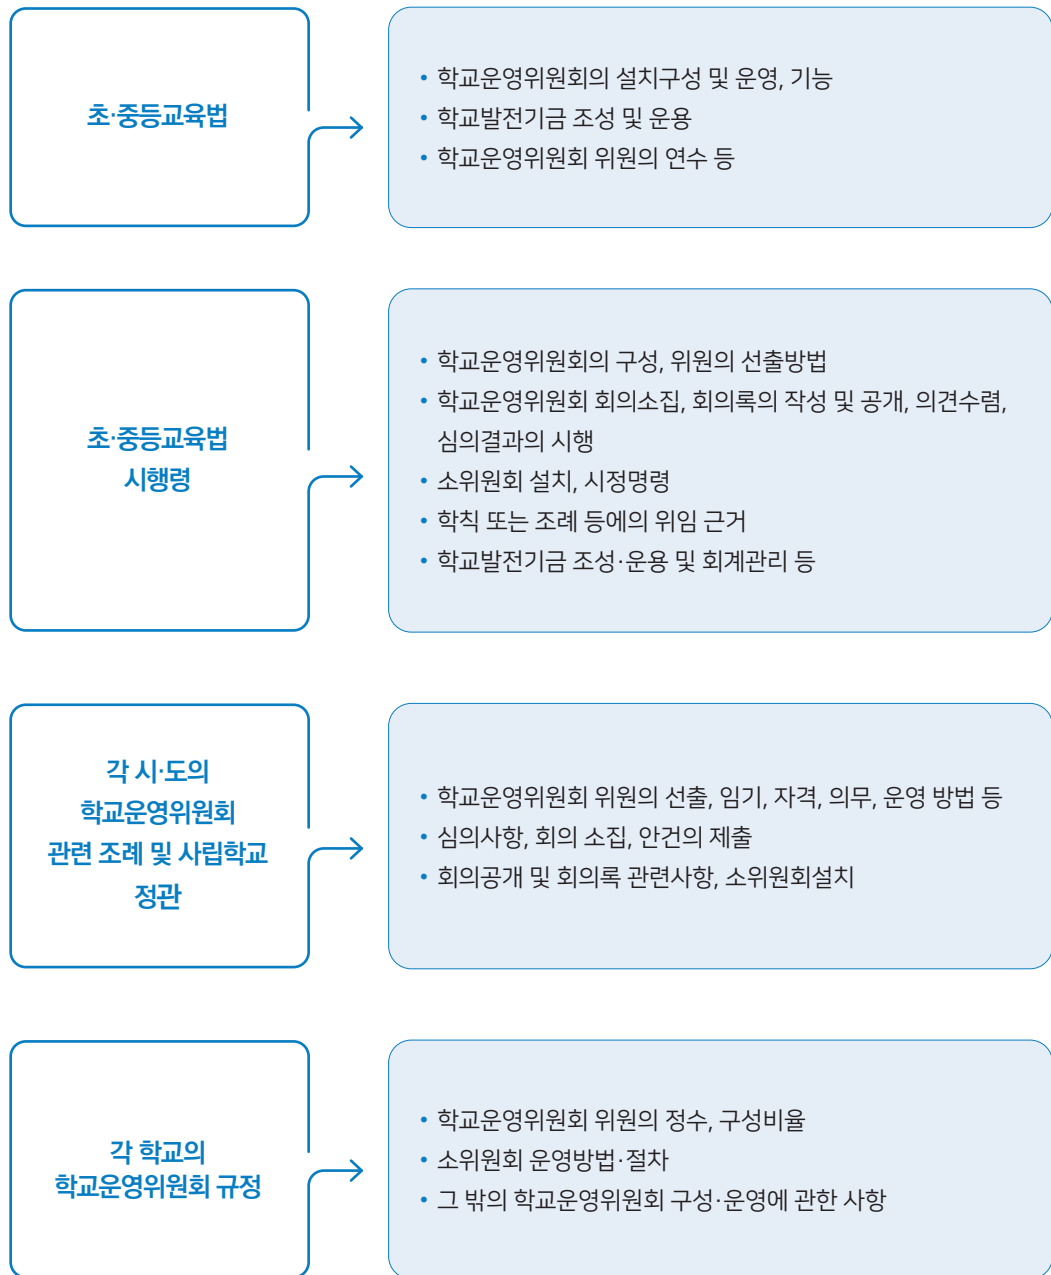 초·중등교육법
• 학교운영위원회의 설치구성 및 운영, 기능
• 학교발전기금 조성 및 운용
• 학교운영위원회 위원의 연수 등
초·중등교육법
시행령
• 학교운영위원회의 구성, 위원의 선출방법
• 학교운영위원회 회의소집, 회의록의 작성 및 공개, 의견수렴,
심의결과의 시행
• 소위원회 설치, 시정명령
• 학칙 또는 조례 등에의 위임 근거
• 학교발전기금 조성·운용 및 회계관리 등
각 시·도의
학교운영위원회
관련 조례 및 사립학교
정관
• 학교운영위원회 위원의 선출, 임기, 자격, 의무, 운영 방법 등
• 심의사항, 회의 소집, 안건의 제출
• 회의공개 및 회의록 관련사항, 소위원회설치
각 학교의
학교운영위원회 규정
• 학교운영위원회 위원의 정수, 구성비율
• 소위원회 운영방법·절차
• 그 밖의 학교운영위원회 구성·운영에 관한 사항